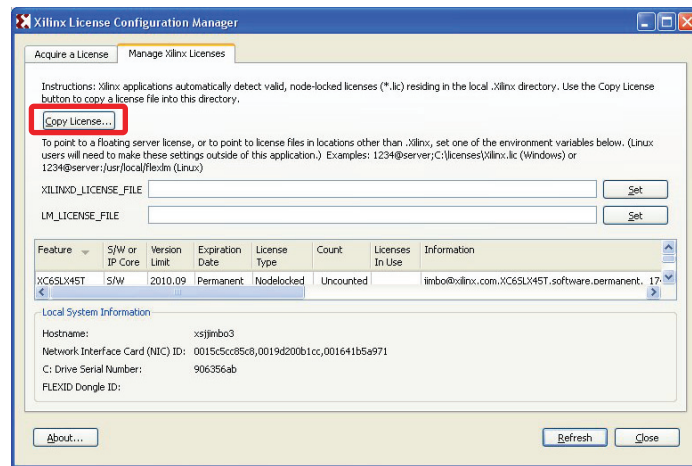 Xilinx License Configuration Manager
Acquire a License
Manage Xilinx Licenses
Instructions: Xilinx applications automatically detect valid, node-locked licenses (*.lic) residing in the local .Xilinx directory. Use the Copy License
button to copy a license file into this directory.
Copy License...
To point to a floating server license, or to point to license files in locations other than .Xilinx, set one of the environment variables below. (Linux
users will need to make these settings outside of this application.) Examples: 1234@server;C:\licenses\Xilinx.lic (Windows) or
1234@server:/usr/local/flexlm (Linux)
XILINXD_LICENSE_FILE
Set
LM_LICENSE_FILE
Set
Feature S/W or IP Core Version Limit Expiration Date License Type Count Licenses In Use Information
XC6SLX45T S/W 2010.09 Permanent Nodelocked Uncounted jimbo@xilinx.com.XC6SLX45T.software.permanent.
Local System Information
Hostname: xsjjimbo3
Network Interface Card (NIC) ID: 0015c5cc85c8,0019d200b1cc,001641b5a971
C: Drive Serial Number: 906356ab
FLEXID Dongle ID:
About...
Refresh
Close